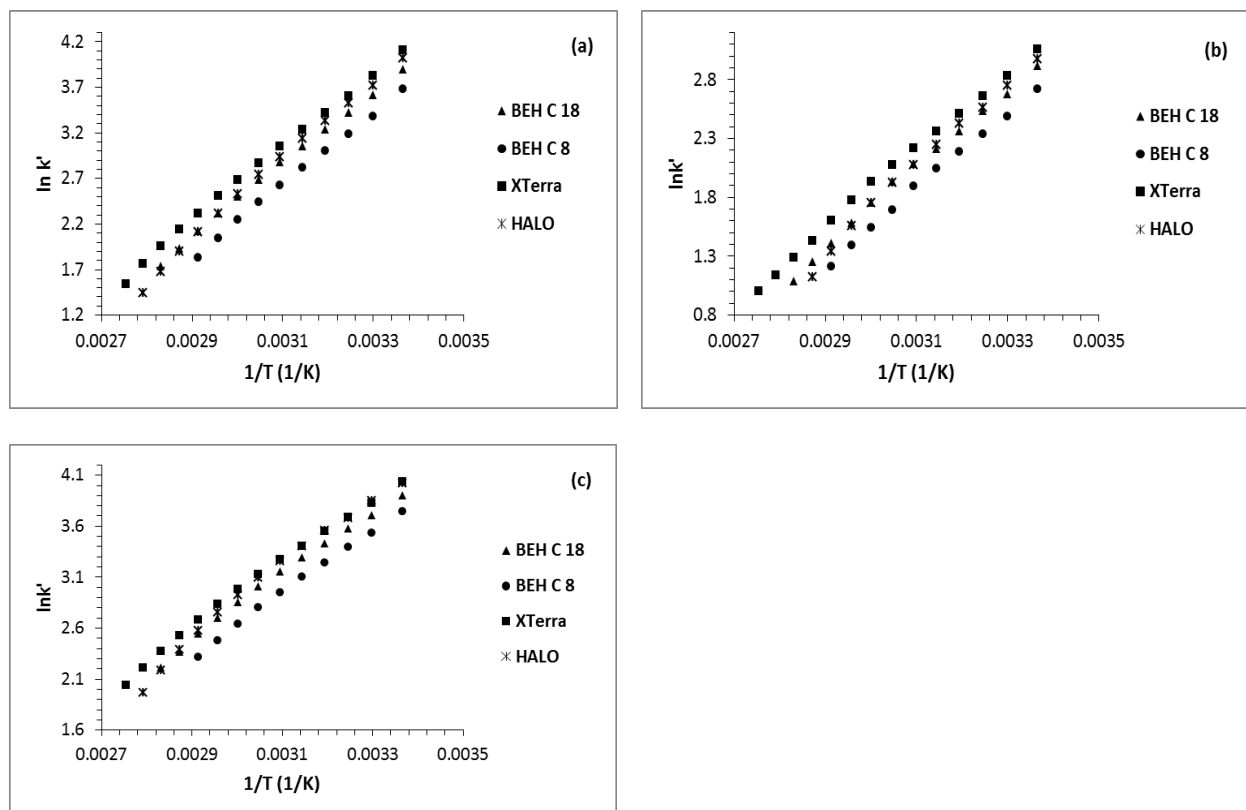 (a)
4.2
3.7
3.2
2.7
2.2
1.7
1.2
ln k'
0.0027 0.0029 0.0031 0.0033 0.0035
1/T (1/K)
BEH C 18
BEH C 8
XTerra
HALO
(b)
2.8
2.3
1.8
1.3
0.8
lnk'
0.0027 0.0029 0.0031 0.0033 0.0035
1/T (1/K)
BEH C 18
BEH C 8
XTerra
HALO
(c)
4.1
3.6
3.1
2.6
2.1
1.6
lnk'
0.0027 0.0029 0.0031 0.0033 0.0035
1/T (1/K)
BEH C 18
BEH C 8
XTerra
HALO